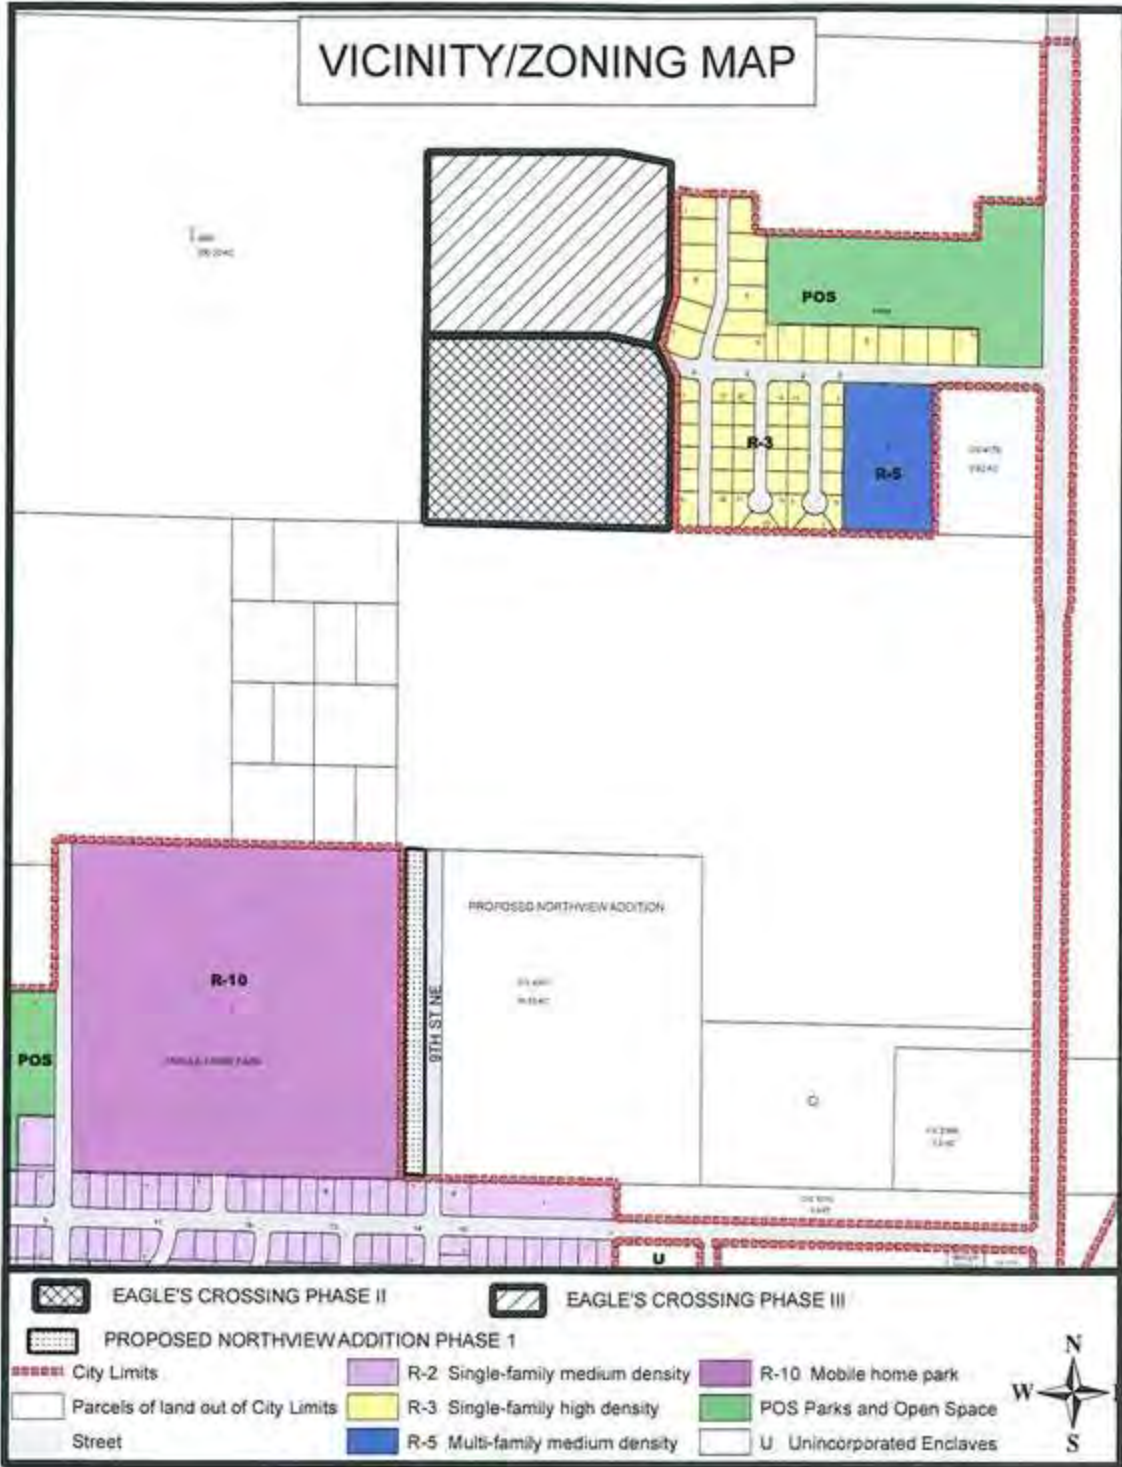 VICINITY/ZONING MAP
POS
R-3
R-5
PROPOSED NORTHVIEW ADDITION
R-10
9TH ST NE
POS
U
EAGLE'S CROSSING PHASE II
EAGLE'S CROSSING PHASE III
PROPOSED NORTHVIEW ADDITION PHASE 1
City Limits
R-2 Single-family medium density
R-10 Mobile home park
Parcels of land out of City Limits
R-3 Single-family high density
POS Parks and Open Space
Street
R-5 Multi-family medium density
U Unincorporated Enclaves
N
W
S